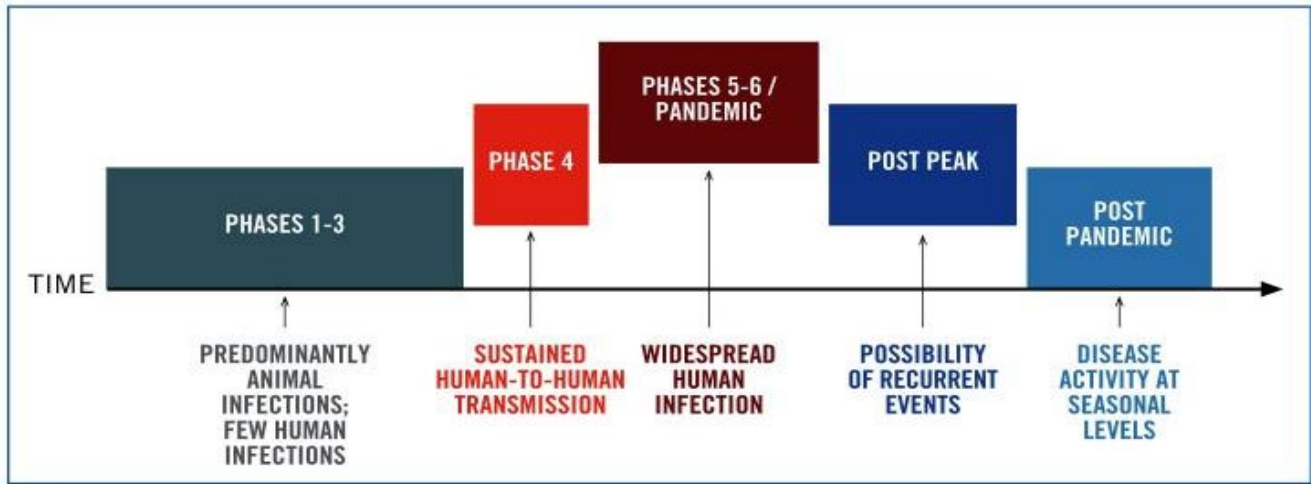 PHASES 5-6 /
PANDEMIC
PHASE 4
POST PEAK
PHASES 1-3
POST
PANDEMIC
TIME
PREDOMINANTLY
ANIMAL
INFECTIONS;
FEW HUMAN
INFECTIONS
SUSTAINED
HUMAN-TO-HUMAN
TRANSMISSION
WIDESPREAD
HUMAN
INFECTION
POSSIBILITY
OF RECURRENT
EVENTS
DISEASE
ACTIVITY AT
SEASONAL
LEVELS